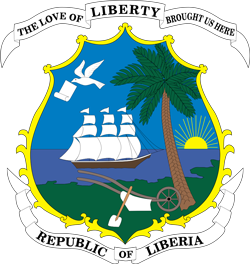 THE LOVE OF LIBERTY BROUGHT US HERE
REPUBLIC OF LIBERIA